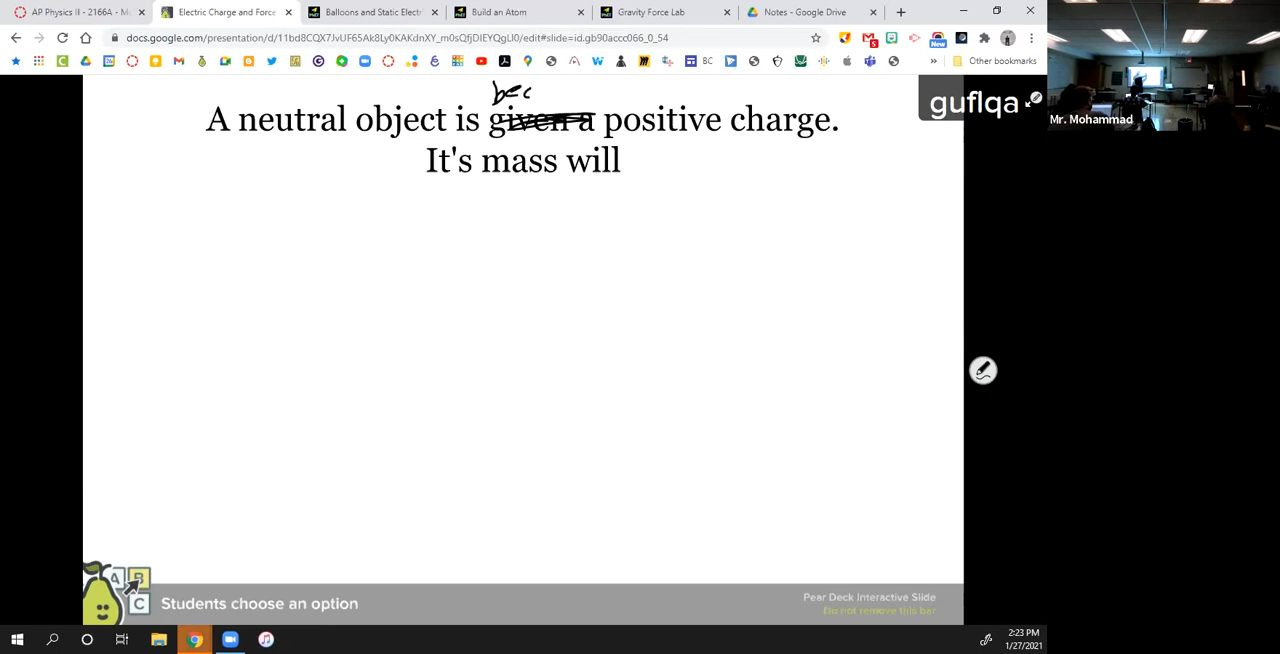 AP Physics II - 2166A - M
Electric Charge and Force
Balloons and Static Electr
Build an Atom
Gravity Force Lab
Notes - Google Drive
docs.google.com/presentation/d/11bd8CQX7JvUF65Ak8Ly0KAKdnXY_m0sQfjDIEYQgLl0/edit#slide=id.gb90accc066_0_54
5
New
BC
Other bookmarks
bec
A neutral object is given a positive charge.
It's mass will
guflqa
Mr. Mohammad
A
B
C
Students choose an option
Pear Deck Interactive Slide
Do not remove this bar
2:23 PM
1/27/2021